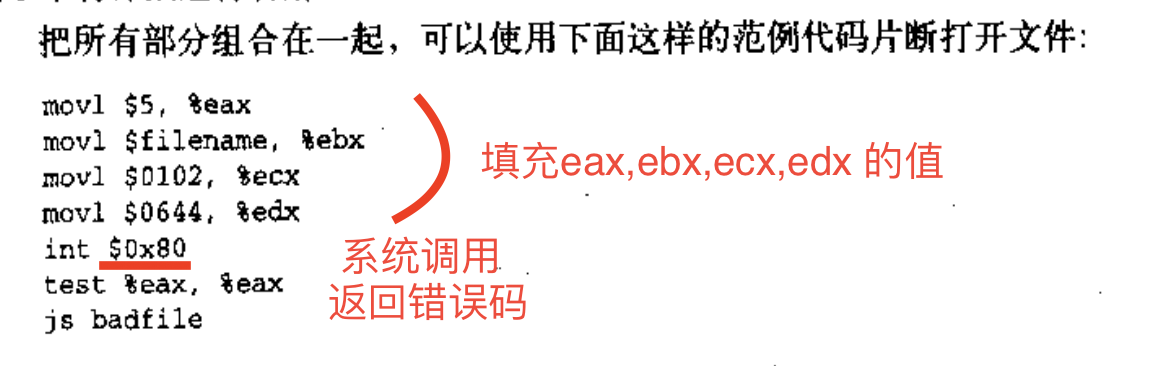 把所有部分组合在一起，可以使用下面这样的范例代码片断打开文件:
movl $5, %eax
movl $filename, %ebx
movl $0102, %ecx
movl $0644, %edx
int $0x80
test %eax, %eax
js badfile
填充eax,ebx,ecx,edx 的值
系统调用
返回错误码